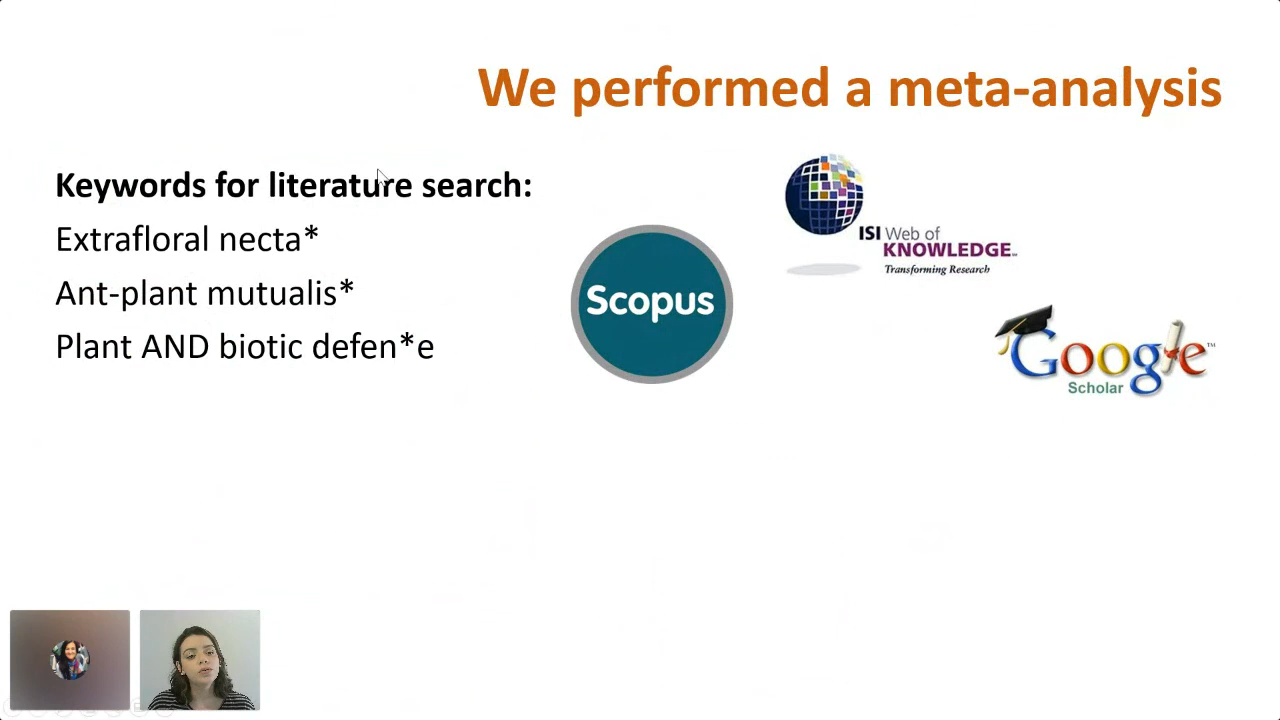 We performed a meta-analysis
Keywords for literature search:
Extrafloral necta*
Ant-plant mutualis*
Plant AND biotic defen*e
Scopus
ISI Web of
KNOWLEDGE
Transforming Research
Google
Scholar